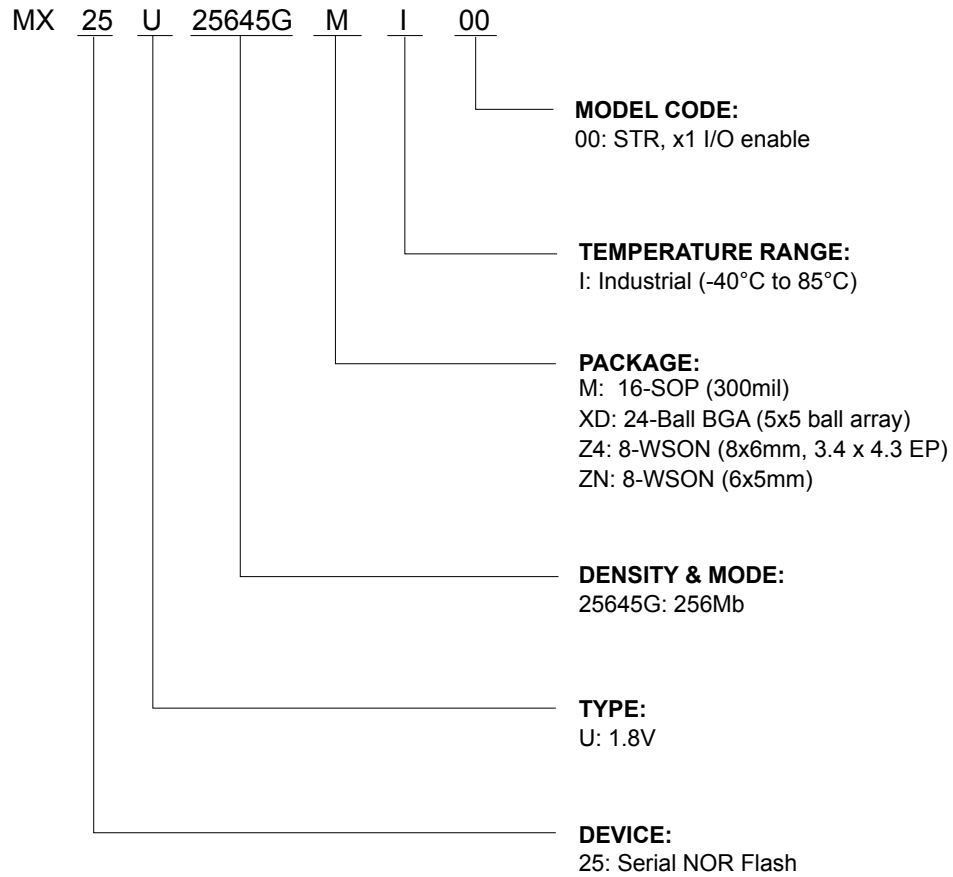 MX 25 U 25645G M I 00
MODEL CODE:
00: STR, x1 I/O enable
TEMPERATURE RANGE:
I: Industrial (-40°C to 85°C)
PACKAGE:
M: 16-SOP (300mil)
XD: 24-Ball BGA (5x5 ball array)
Z4: 8-WSON (8x6mm, 3.4 x 4.3 EP)
ZN: 8-WSON (6x5mm)
DENSITY & MODE:
25645G: 256Mb
TYPE:
U: 1.8V
DEVICE:
25: Serial NOR Flash